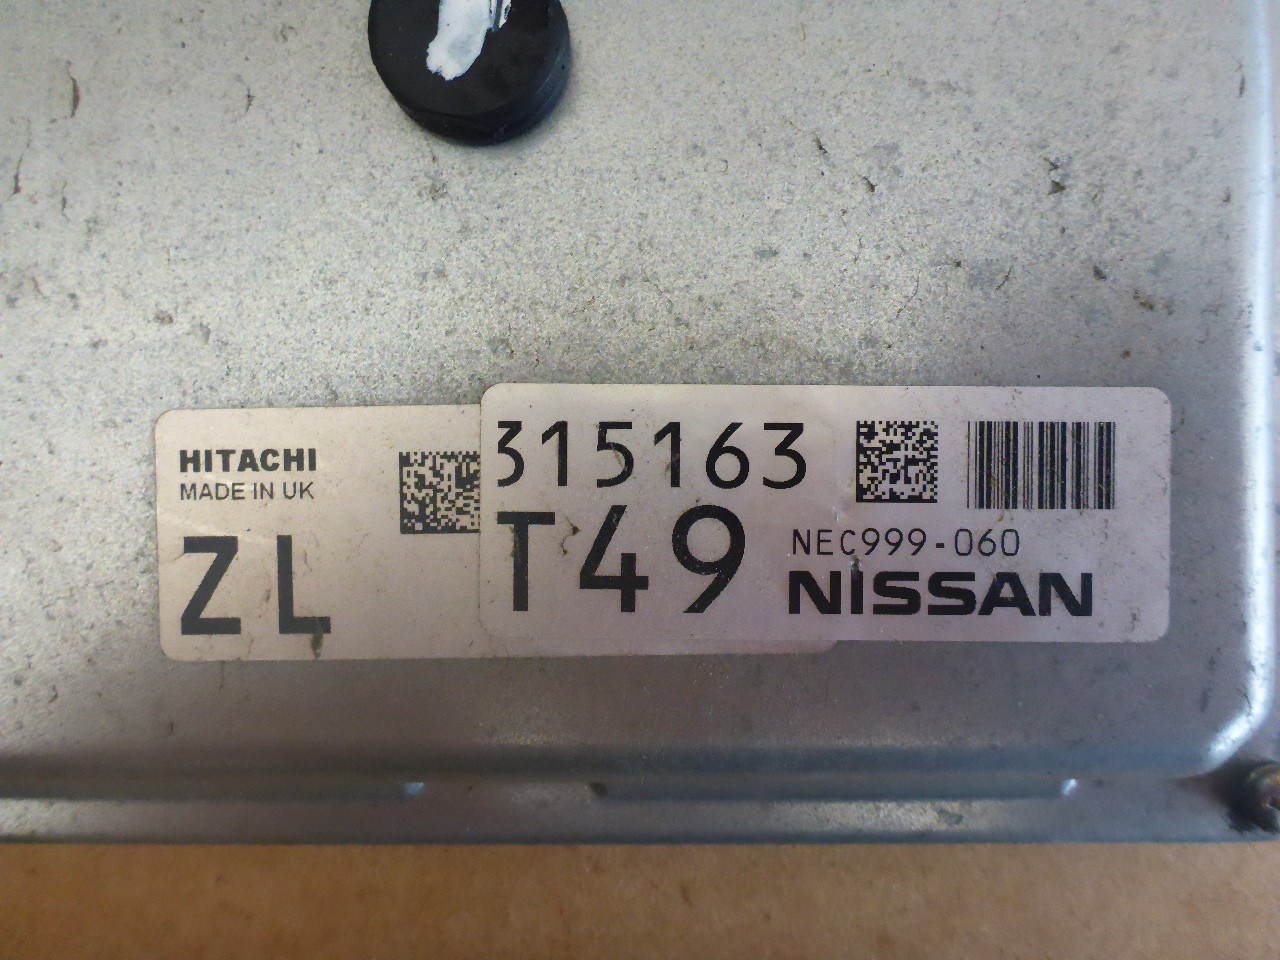 HITACHI
MADE IN UK
ZL
315163
T49
NEC999-060
NISSAN